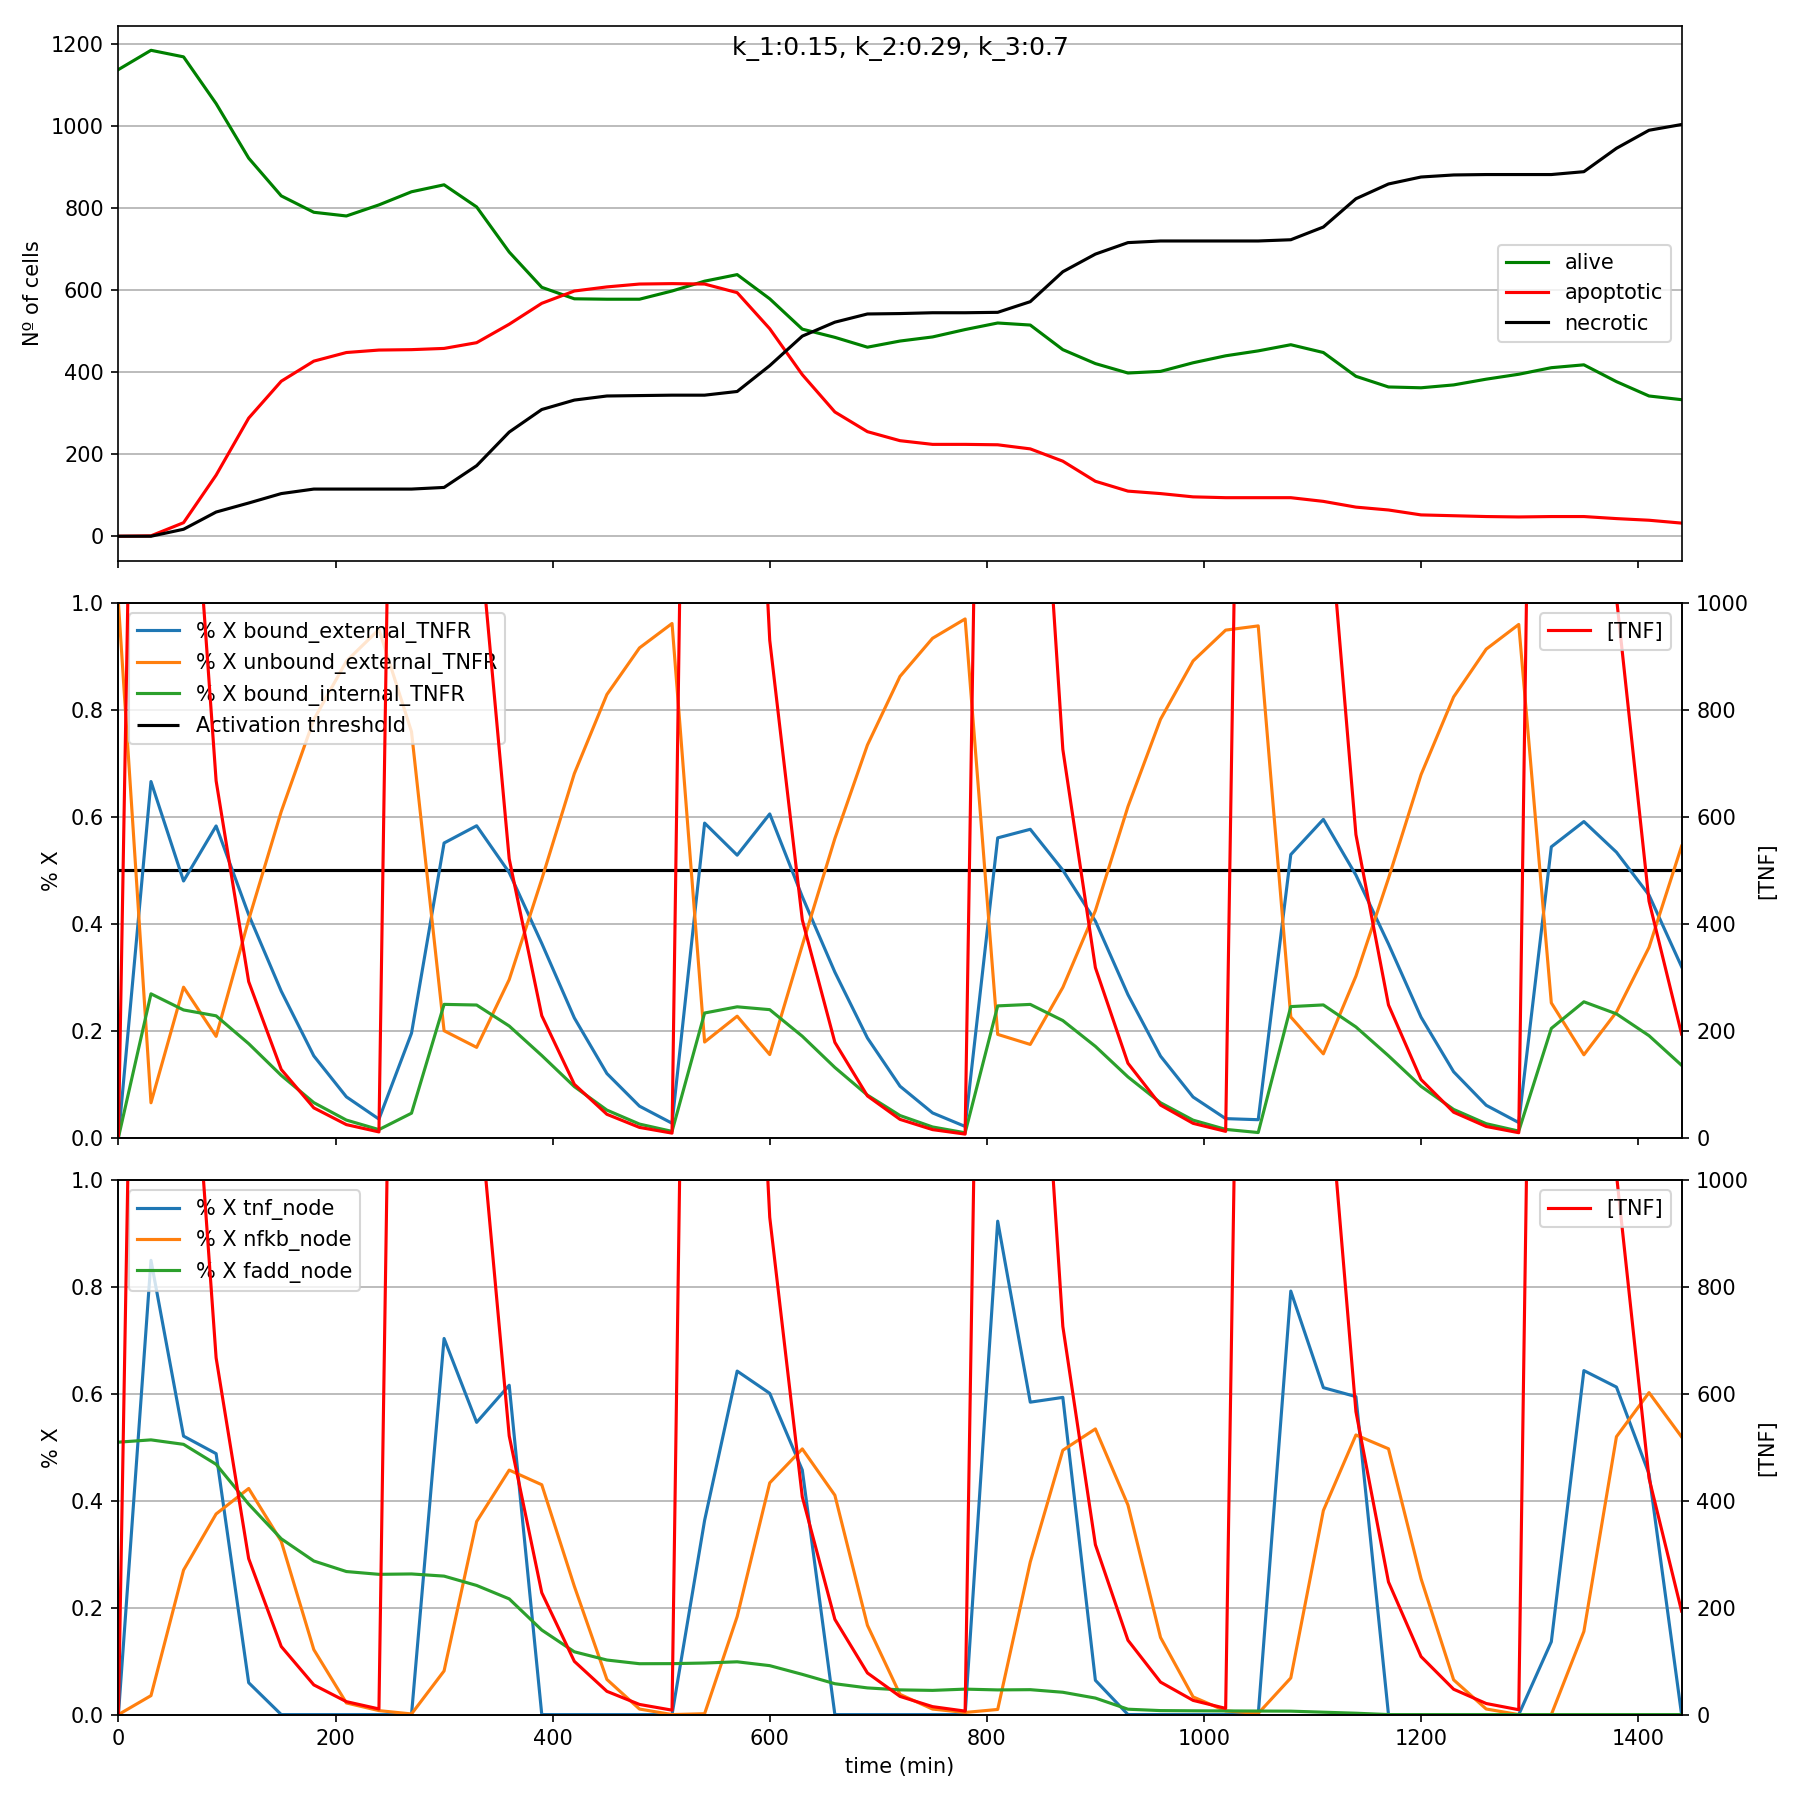 k_1:0.15, k_2:0.29, k_3:0.7
1200
1000
800
600
400
200
0
Nº of cells
alive
apoptotic
necrotic
1.0
0.8
0.6
0.4
0.2
0.0
% X
% X bound_external_TNFR
% X unbound_external_TNFR
% X bound_internal_TNFR
Activation threshold
[TNF]
1000
800
600
400
200
0
[TNF]
1.0
0.8
0.6
0.4
0.2
0.0
% X
% X tnf_node
% X nfkb_node
% X fadd_node
[TNF]
1000
800
600
400
200
0
[TNF]
0 200 400 600 800 1000 1200 1400
time (min)